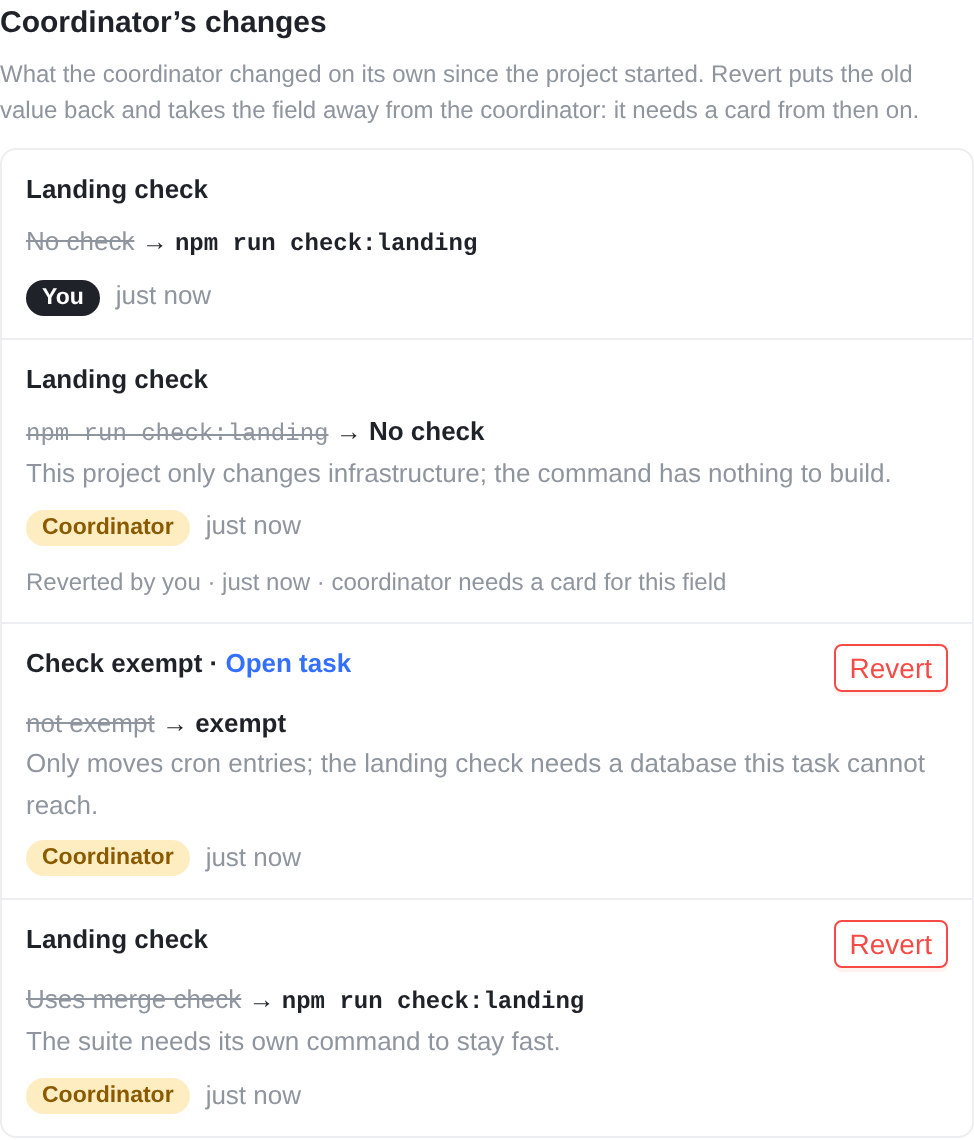 Coordinator’s changes
What the coordinator changed on its own since the project started. Revert puts the old
value back and takes the field away from the coordinator: it needs a card from then on.
Landing check
No check → npm run check:landing
You just now
Landing check
npm run check:landing → No check
This project only changes infrastructure; the command has nothing to build.
Coordinator just now
Reverted by you · just now · coordinator needs a card for this field
Check exempt · Open task Revert
not exempt → exempt
Only moves cron entries; the landing check needs a database this task cannot
reach.
Coordinator just now
Landing check Revert
Uses merge check → npm run check:landing
The suite needs its own command to stay fast.
Coordinator just now